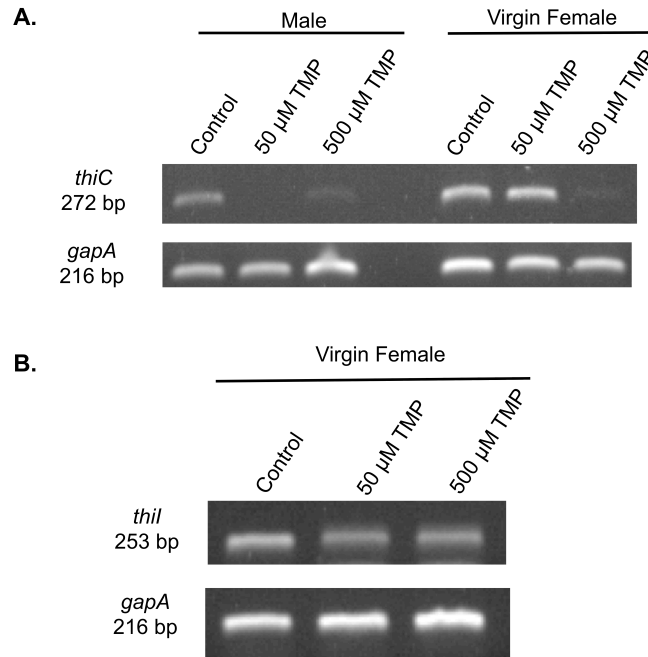 A.
Male
Virgin Female
Control
50 µM TMP
500 µM TMP
Control
50 µM TMP
500 µM TMP
thiC
272 bp
gapA
216 bp
B.
Virgin Female
Control
50 µM TMP
500 µM TMP
thiI
253 bp
gapA
216 bp